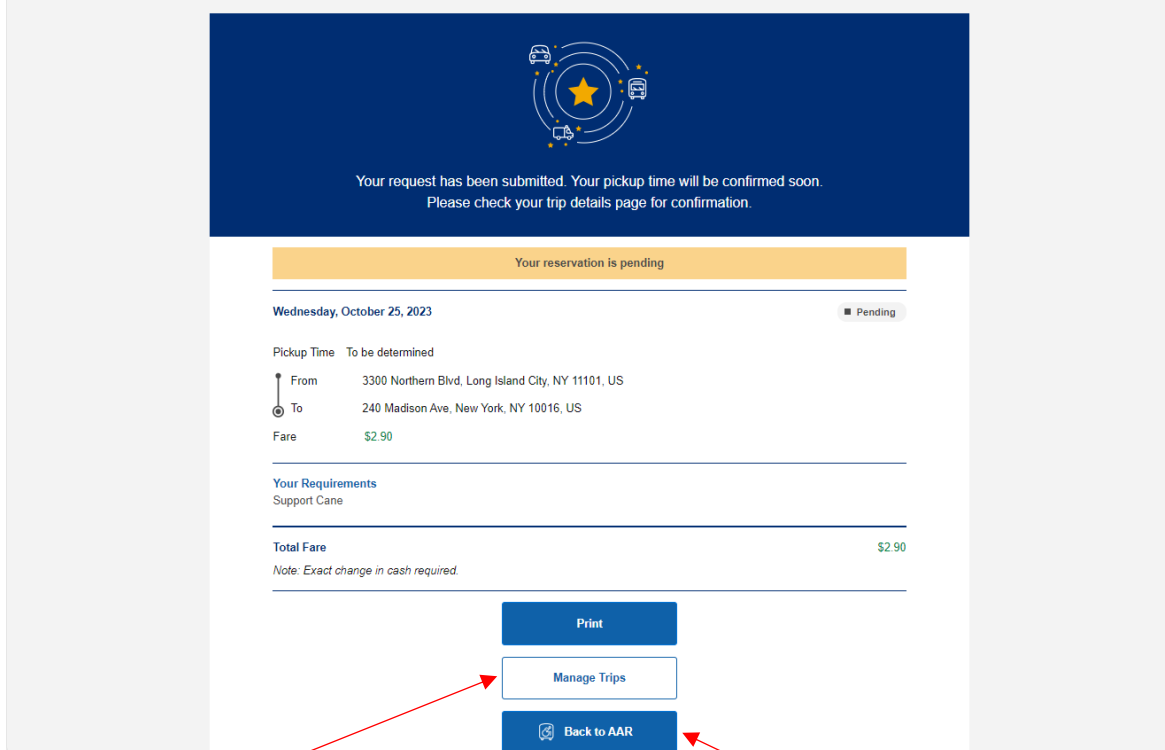 Your request has been submitted. Your pickup time will be confirmed soon.
Please check your trip details page for confirmation.
Your reservation is pending
Wednesday, October 25, 2023
Pending
Pickup Time To be determined
From 3300 Northern Blvd, Long Island City, NY 11101, US
To 240 Madison Ave, New York, NY 10016, US
Fare $2.90
Your Requirements
Support Cane
Total Fare $2.90
Note: Exact change in cash required.
Print
Manage Trips
Back to AAR